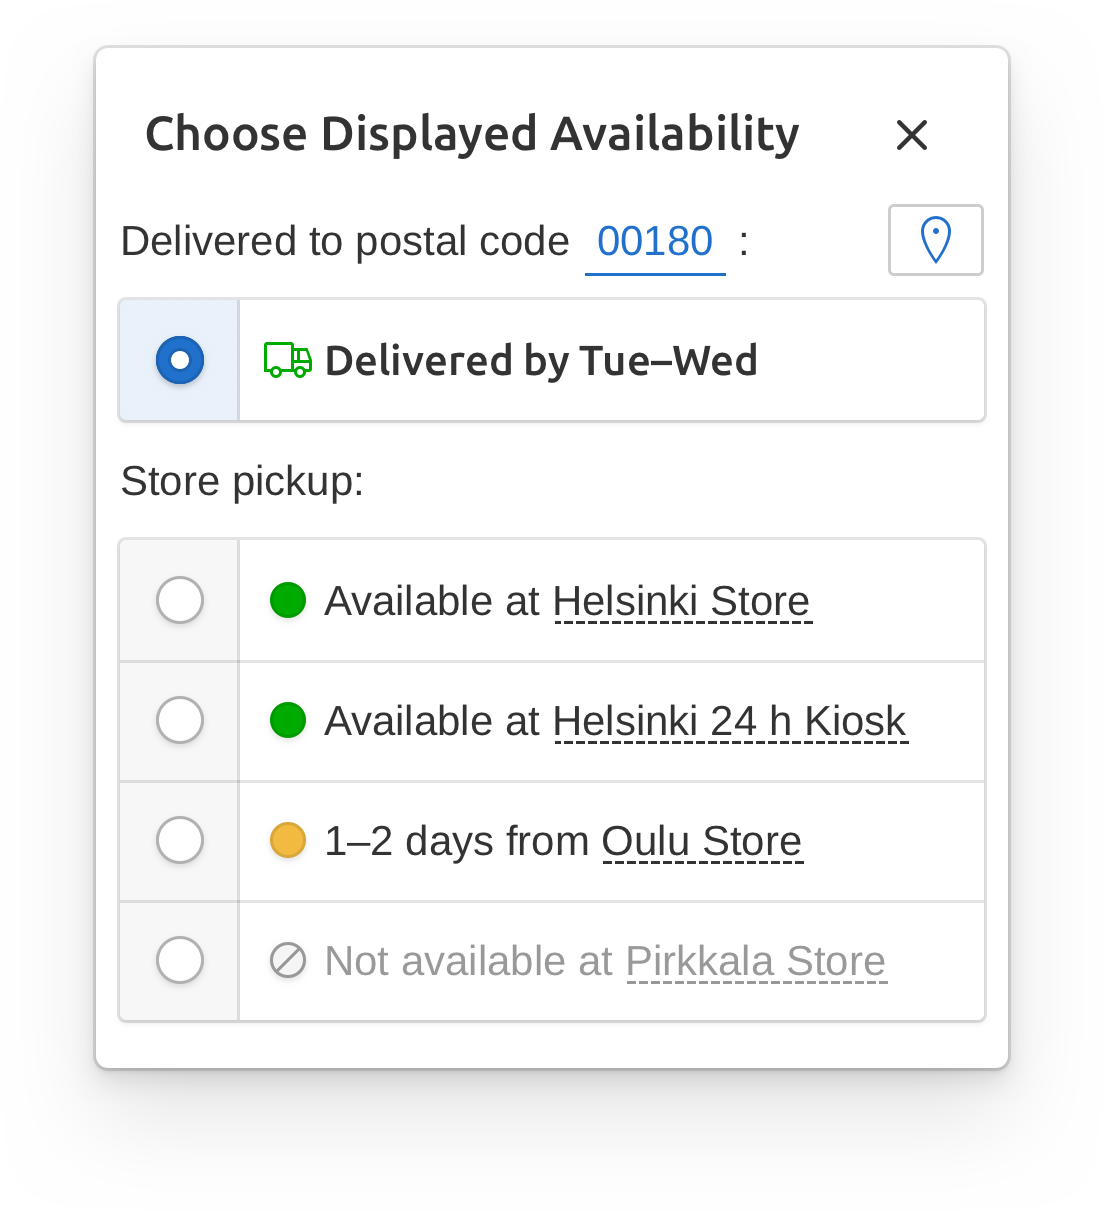 Choose Displayed Availability
Delivered to postal code 00180 :
Delivered by Tue–Wed
Store pickup:
Available at Helsinki Store
Available at Helsinki 24 h Kiosk
1–2 days from Oulu Store
Not available at Pirkkala Store